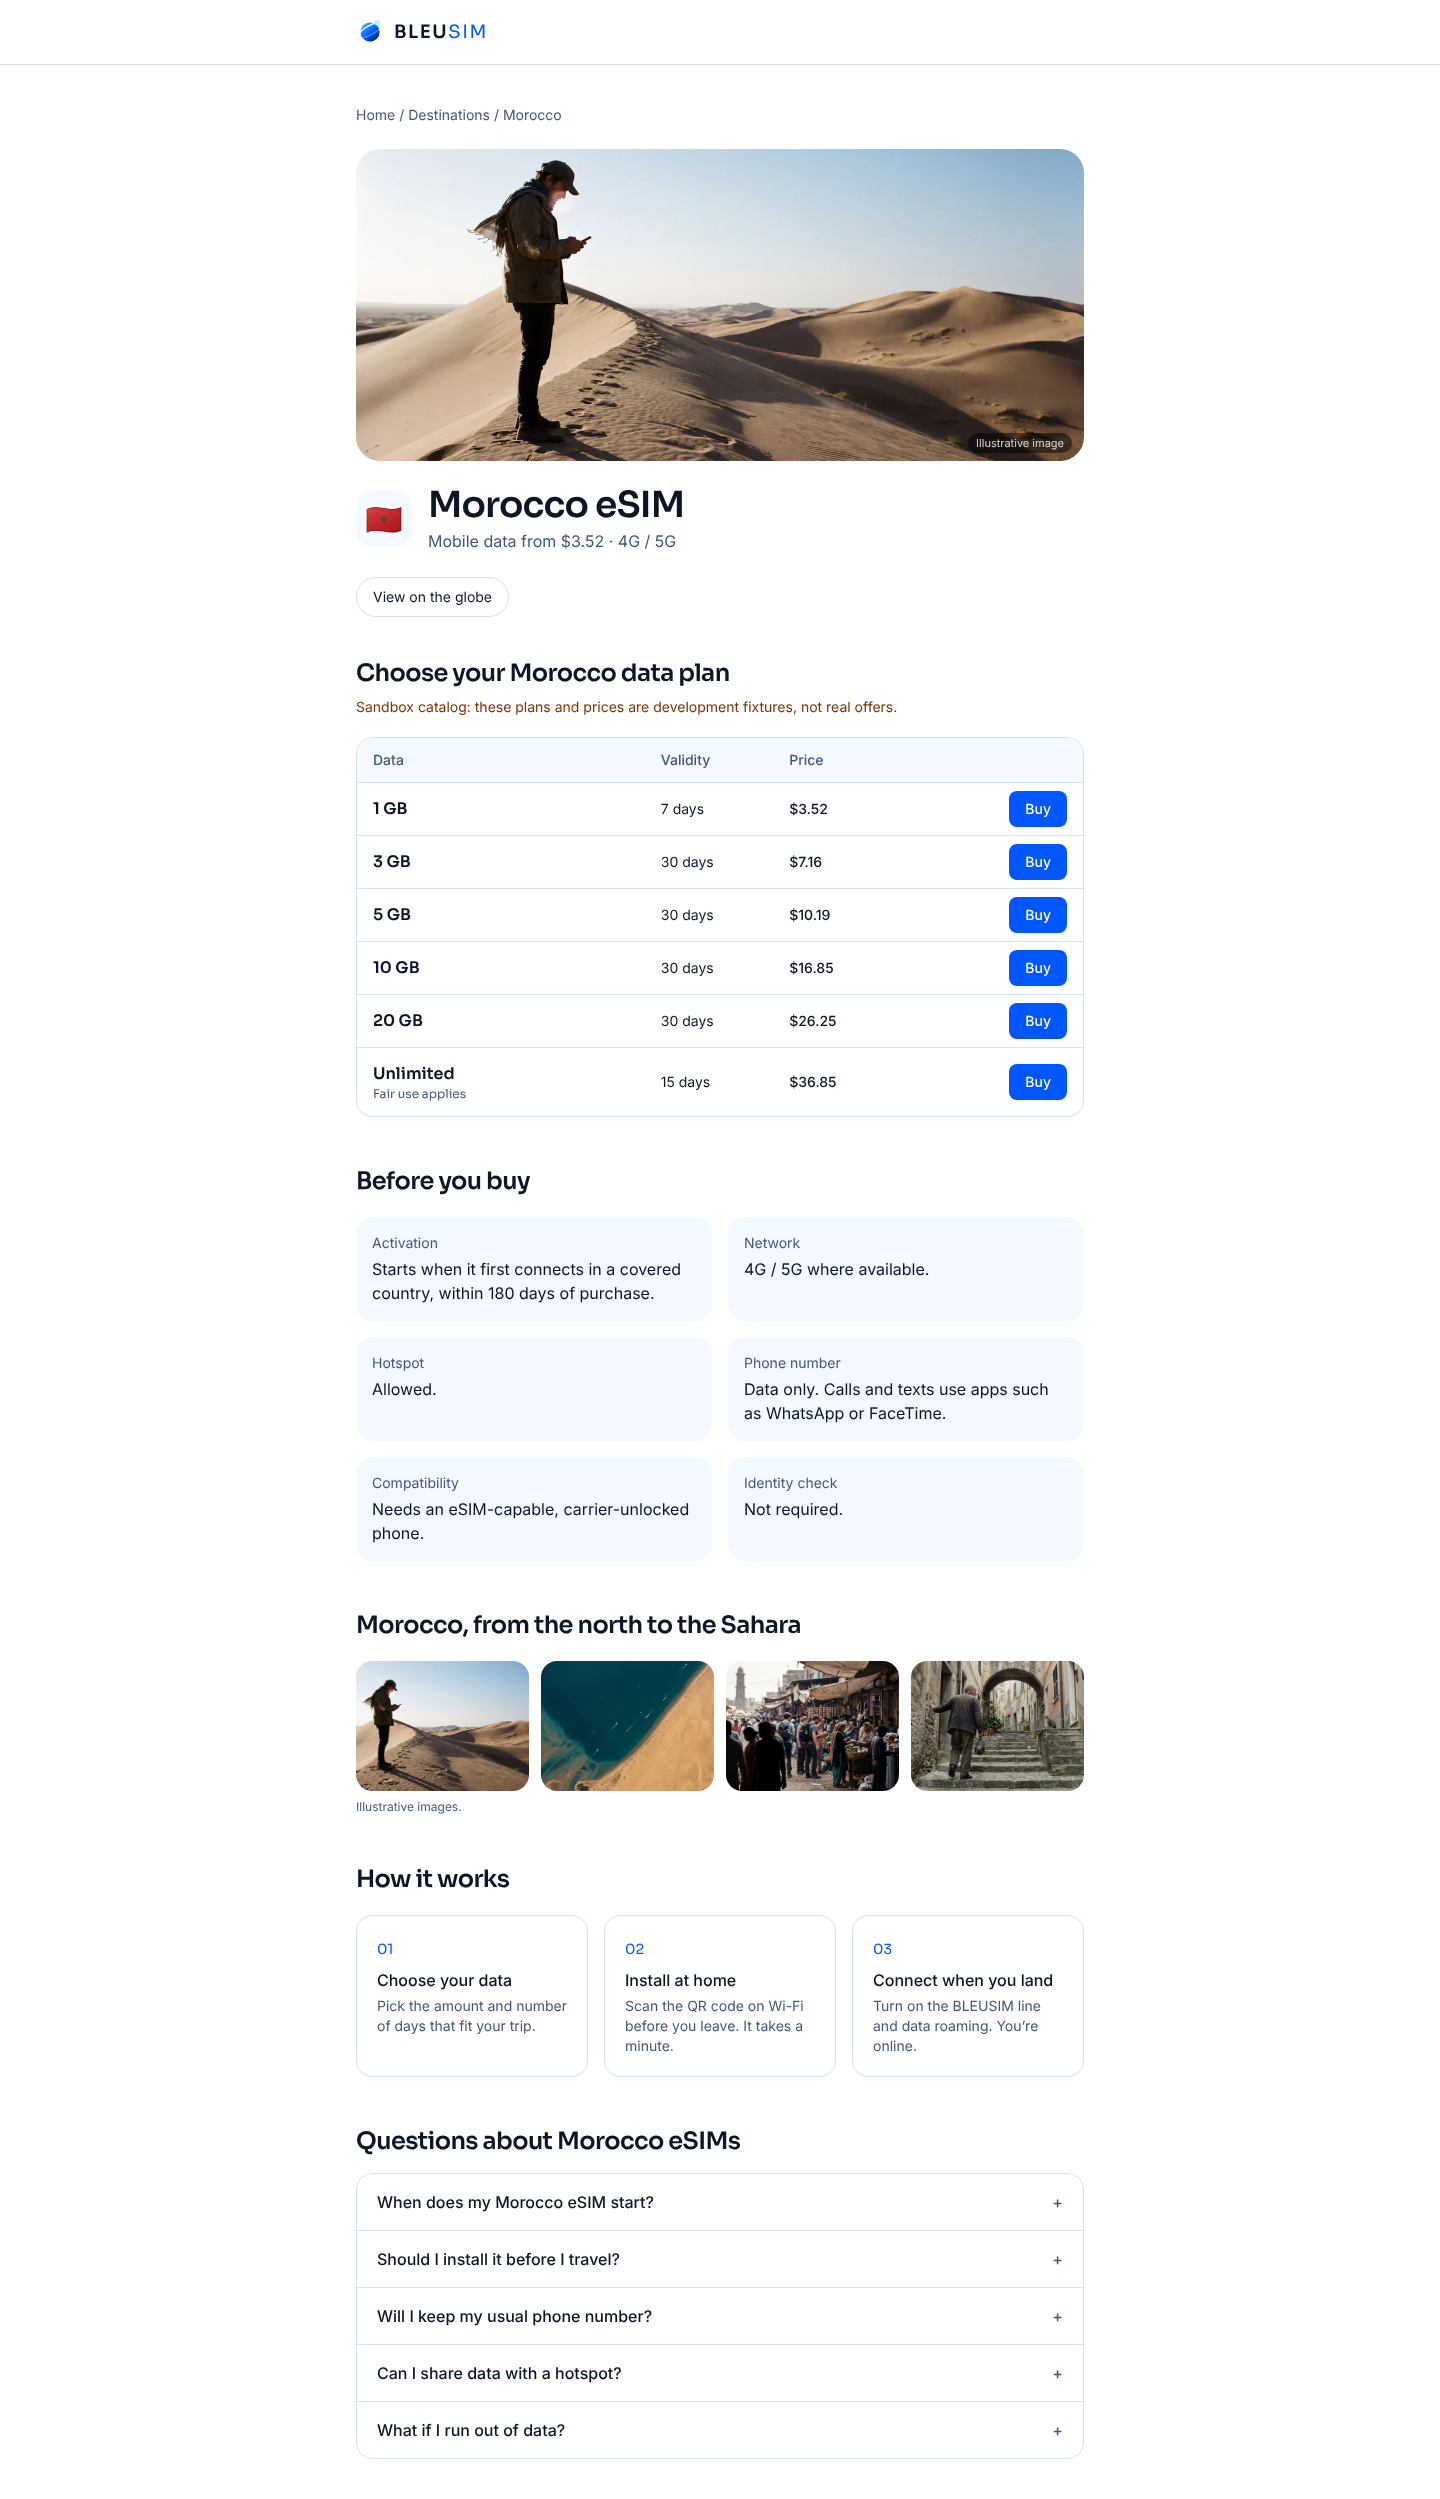 BLEUSIM
Home / Destinations / Morocco
Illustrative image
Morocco eSIM
Mobile data from $3.52 · 4G / 5G
View on the globe
Choose your Morocco data plan
Sandbox catalog: these plans and prices are development fixtures, not real offers.
Data Validity Price
1 GB 7 days $3.52 Buy
3 GB 30 days $7.16 Buy
5 GB 30 days $10.19 Buy
10 GB 30 days $16.85 Buy
20 GB 30 days $26.25 Buy
Unlimited
Fair use applies
15 days $36.85 Buy
Before you buy
Activation
Starts when it first connects in a covered
country, within 180 days of purchase.
Network
4G / 5G where available.
Hotspot
Allowed.
Phone number
Data only. Calls and texts use apps such
as WhatsApp or FaceTime.
Compatibility
Needs an eSIM-capable, carrier-unlocked
phone.
Identity check
Not required.
Morocco, from the north to the Sahara
Illustrative images.
How it works
01
Choose your data
Pick the amount and number
of days that fit your trip.
02
Install at home
Scan the QR code on Wi-Fi
before you leave. It takes a
minute.
03
Connect when you land
Turn on the BLEUSIM line
and data roaming. You’re
online.
Questions about Morocco eSIMs
When does my Morocco eSIM start? +
Should I install it before I travel? +
Will I keep my usual phone number? +
Can I share data with a hotspot? +
What if I run out of data? +